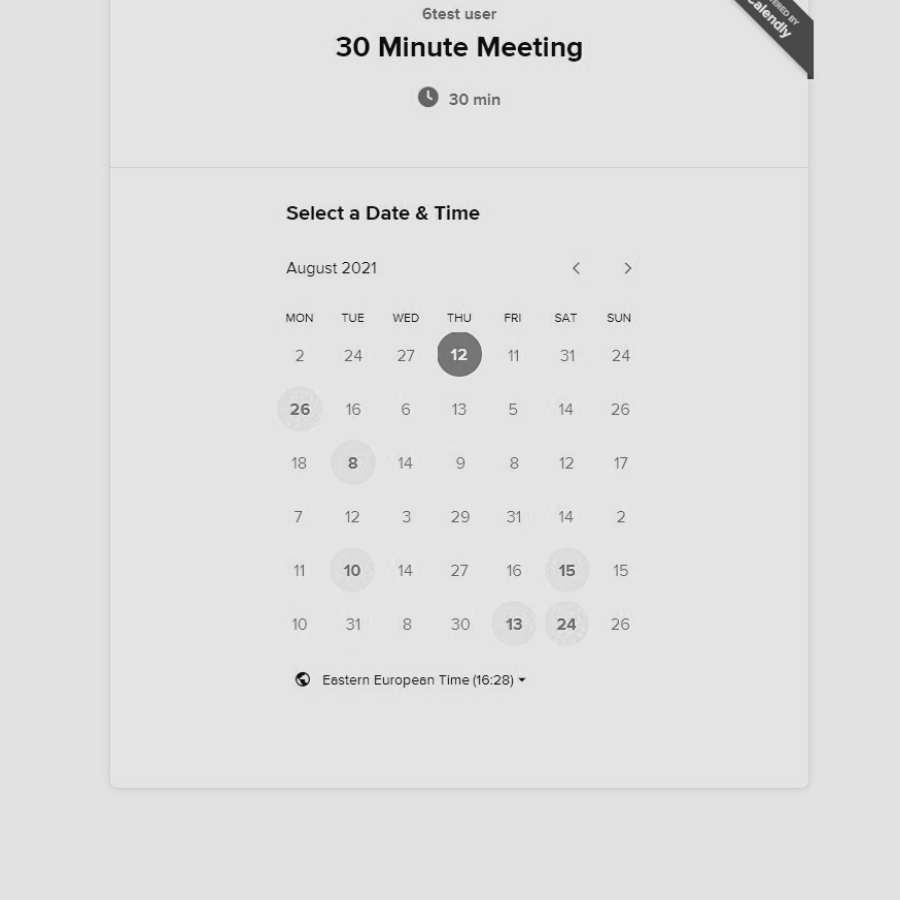 6test user
30 Minute Meeting
30 min
Calendly
Select a Date & Time
August 2021
MON TUE WED THU FRI SAT SUN
2 24 27 12 11 31 24
26 16 6 13 5 14 26
18 8 14 9 8 12 17
7 12 3 29 31 14 2
11 10 14 27 16 15 15
10 31 8 30 13 24 26
Eastern European Time (16:28)